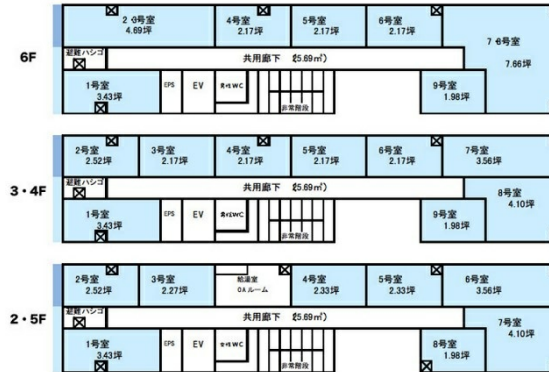 2・3号室
4.69坪
4号室
2.17坪
5号室
2.17坪
6号室
2.17坪
7・8号室
7.66坪
避難ハシゴ
共用廊下 (25.69㎡)
6F
1号室
3.43坪
EPS
EV
女性WC
非常階段
9号室
1.98坪
2号室
2.52坪
3号室
2.17坪
4号室
2.17坪
5号室
2.17坪
6号室
2.17坪
7号室
3.56坪
避難ハシゴ
共用廊下 (25.69㎡)
3・4F
8号室
4.10坪
1号室
3.43坪
EPS
EV
非常階段
9号室
1.98坪
2号室
2.52坪
3号室
2.27坪
給湯室
OAルーム
4号室
2.33坪
5号室
2.33坪
6号室
3.56坪
避難ハシゴ
共用廊下 (25.69㎡)
2・5F
7号室
4.10坪
1号室
3.43坪
EPS
EV
女性WC
非常階段
8号室
1.98坪